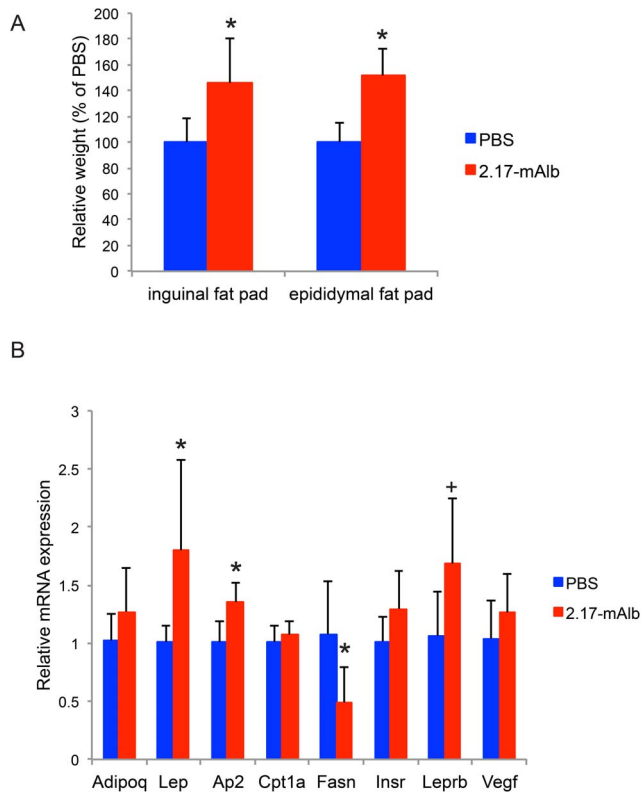 A
Relative weight (% of PBS)
200
180
160
140
120
100
80
60
40
20
0
*
*
inguinal fat pad
epididymal fat pad
PBS
2.17-mAlb
B
Relative mRNA expression
3
2.5
2
1.5
1
0.5
0
*
*
*
+
Adipoq Lep Ap2 Cpt1a Fasn Insr Leprb Vegf
PBS
2.17-mAlb